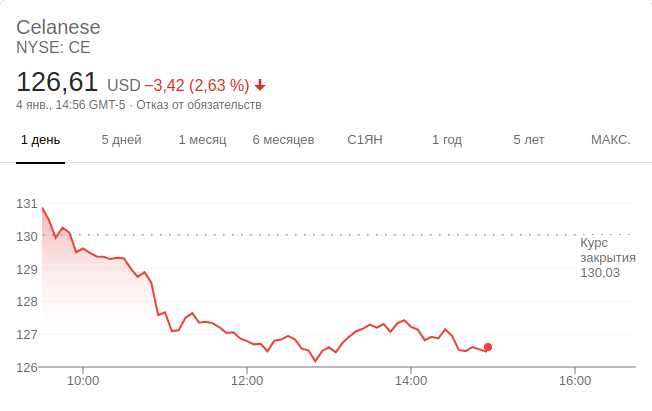 Celanese
NYSE: CE
126,61 USD −3,42 (2,63 %)
4 янв., 14:56 GMT-5 · Отказ от обязательств
1 день 5 дней 1 месяц 6 месяцев С1ЯН 1 год 5 лет МАКС.
131
130
129
128
127
126
Курс
закрытия
130,03
10:00 12:00 14:00 16:00